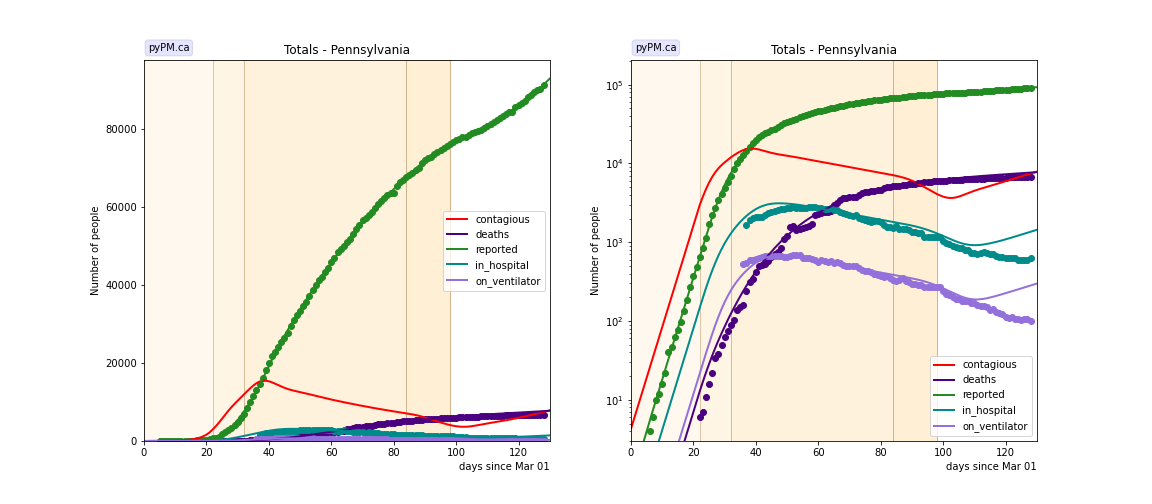 pyPM.ca
Totals - Pennsylvania
Number of people
80000
60000
40000
20000
0
0 20 40 60 80 100 120
days since Mar 01
contagious
deaths
reported
in_hospital
on_ventilator
pyPM.ca
Totals - Pennsylvania
Number of people
10^5
10^4
10^3
10^2
10^1
0 20 40 60 80 100 120
days since Mar 01
contagious
deaths
reported
in_hospital
on_ventilator